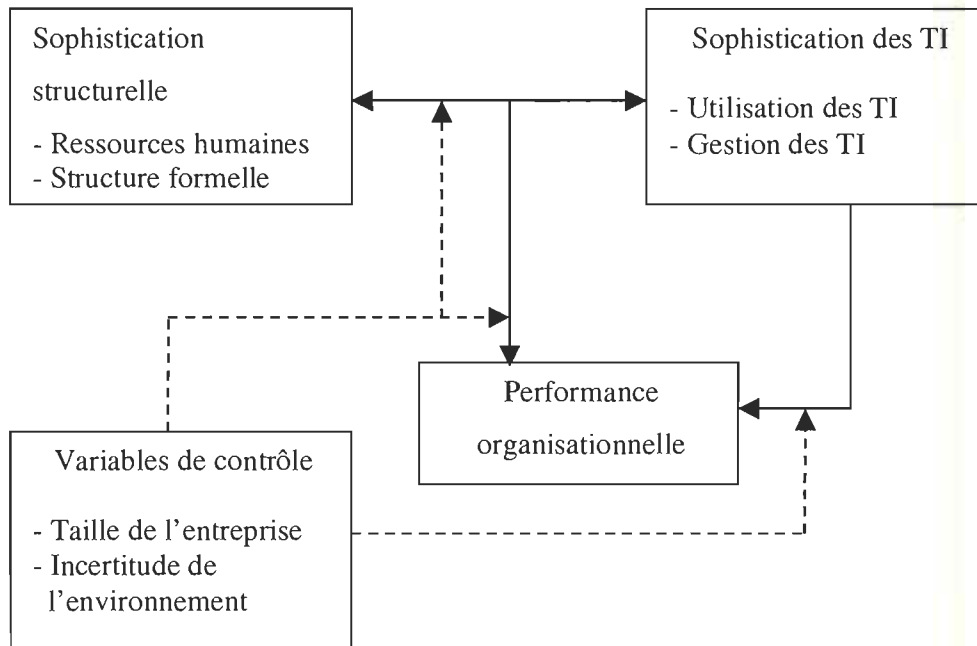 Sophistication
structurelle
- Ressources humaines
- Structure formelle
Sophistication des TI
- Utilisation des TI
- Gestion des TI
Performance
organisationnelle
Variables de contrôle
- Taille de l'entreprise
- Incertitude de
l'environnement